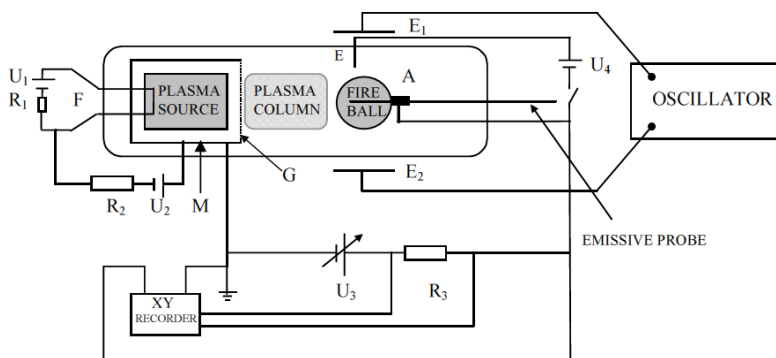 E₁
E
U₁
R₁
F
PLASMA
SOURCE
PLASMA
COLUMN
FIRE
BALL
A
U₄
OSCILLATOR
G
E₂
R₂
U₂
M
EMISSIVE PROBE
U₃
R₃
XY
RECORDER